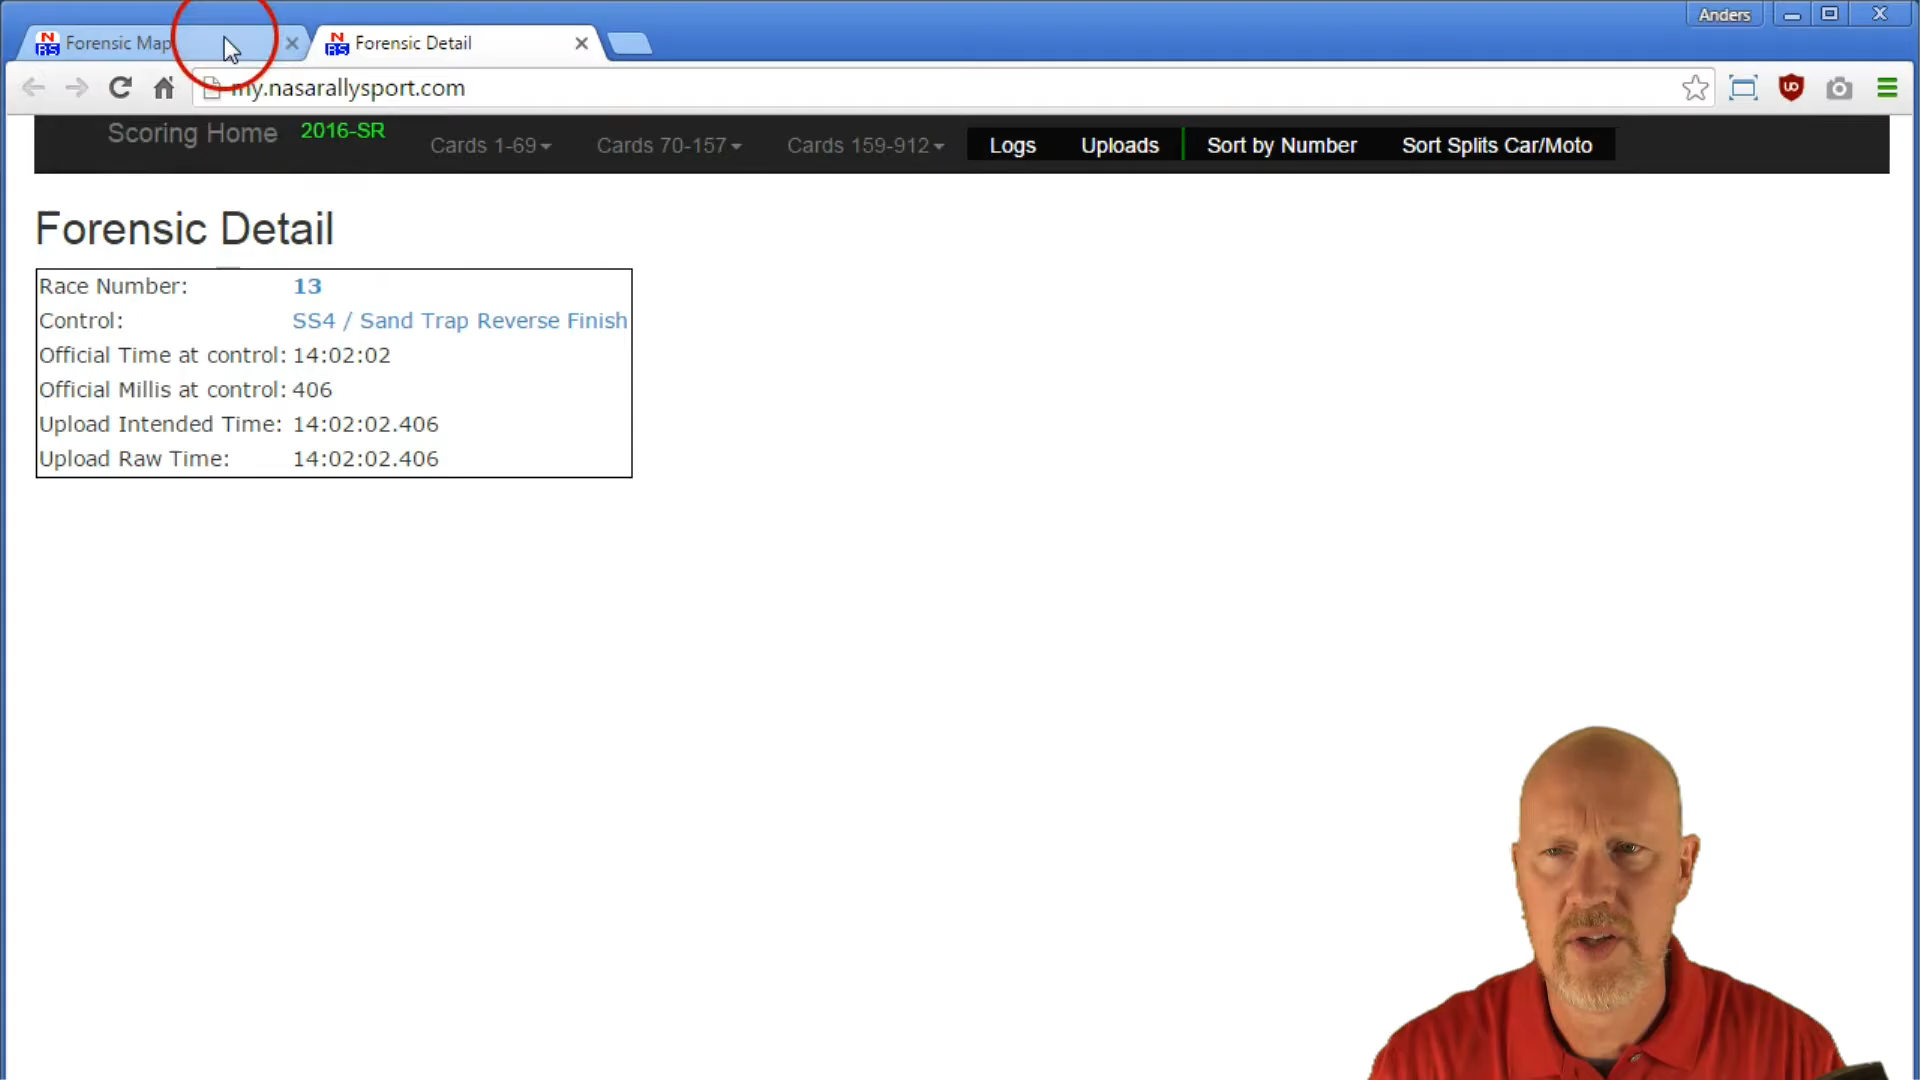 Anders
Forensic Map
Forensic Detail
my.nasarallysport.com
Scoring Home 2016-SR Cards 1-69 Cards 70-157 Cards 159-912 Logs Uploads Sort by Number Sort Splits Car/Moto
Forensic Detail
Race Number: 13
Control: SS4 / Sand Trap Reverse Finish
Official Time at control: 14:02:02
Official Millis at control: 406
Upload Intended Time: 14:02:02.406
Upload Raw Time: 14:02:02.406